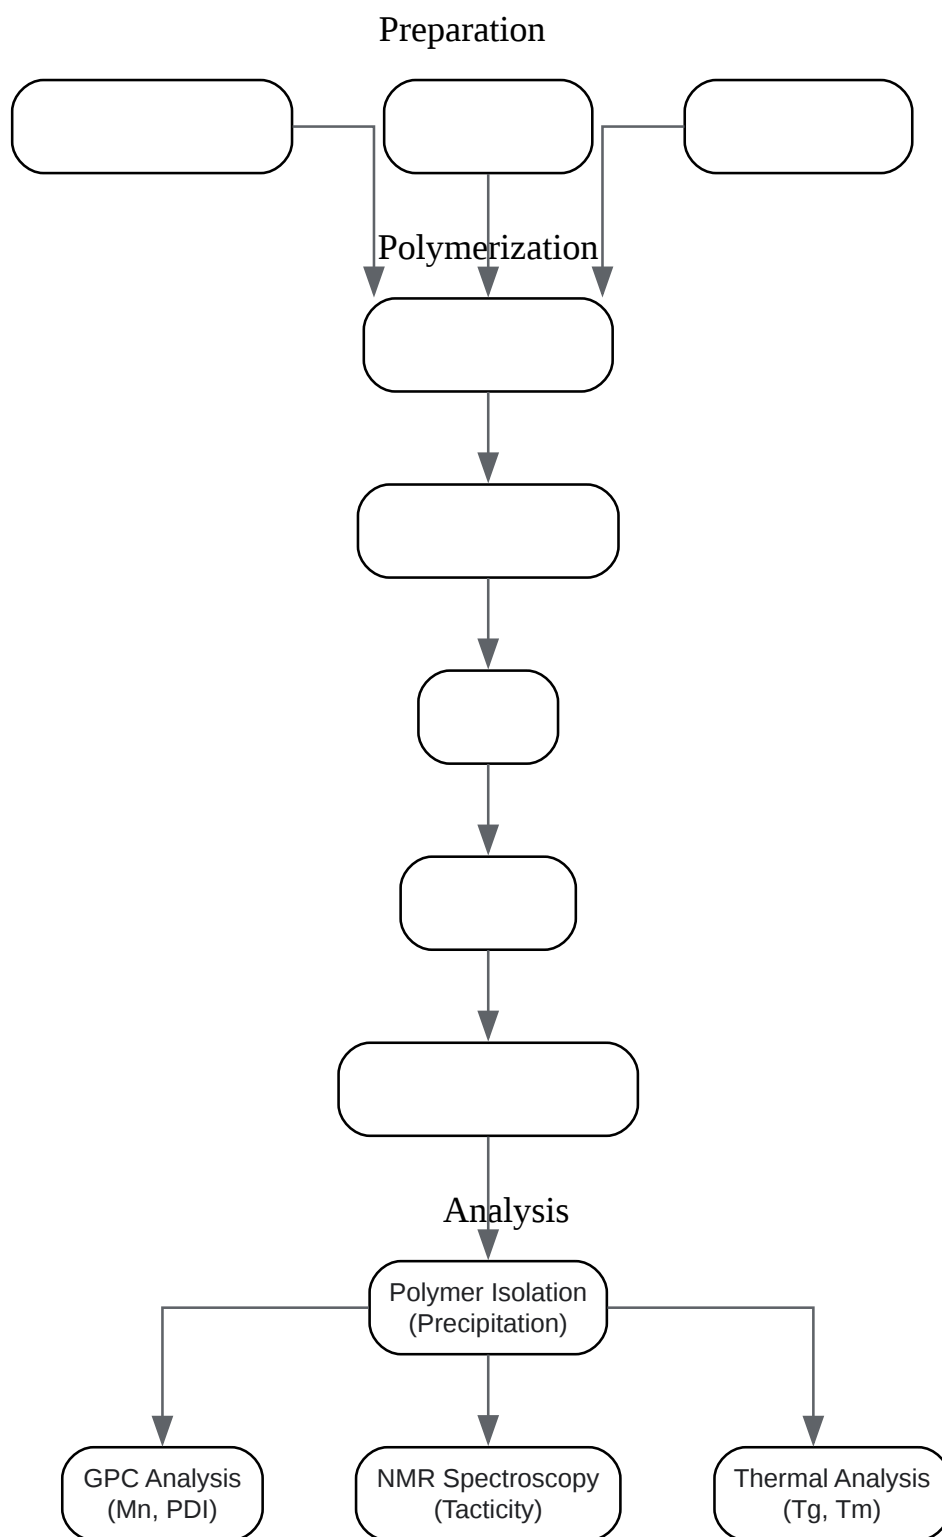 Preparation
Polymerization
Analysis
Polymer Isolation
(Precipitation)
GPC Analysis
(Mn, PDI)
NMR Spectroscopy
(Tacticity)
Thermal Analysis
(Tg, Tm)